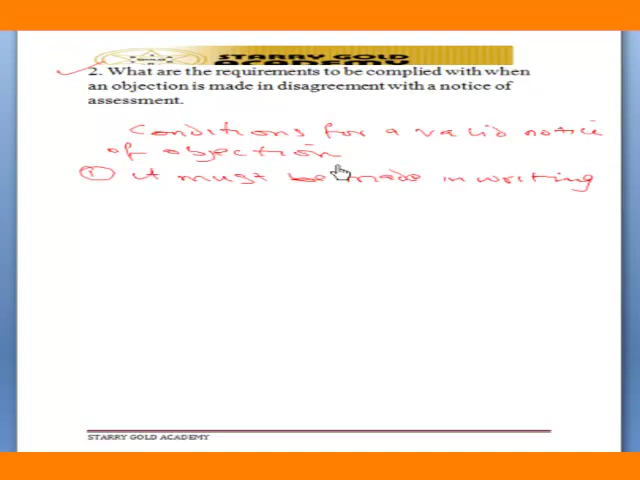 STARRY GOLD
ACADEMY
2. What are the requirements to be complied with when
an objection is made in disagreement with a notice of
assessment.
Conditions for a valid notice
of objection
(1) it must be made in writing
STARRY GOLD ACADEMY